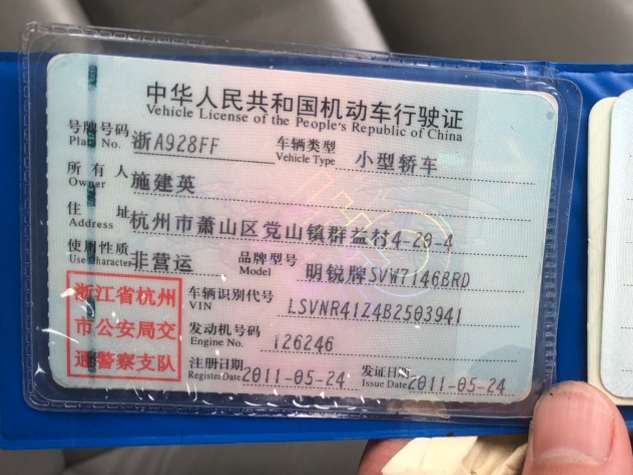 中华人民共和国机动车行驶证
Vehicle License of the People's Republic of China
号牌号码 浙A928FF 车辆类型 小型轿车
Plate No. Vehicle Type
所有人 施建英
Owner
住址 杭州市萧山区党山镇群益村4-29-4
Address
使用性质 非营运 品牌型号 明锐牌SVW7146BRD
Use Character Model
浙江省杭州
市公安局交
通警察支队
车辆识别代号 LSVNR41Z4B2503941
VIN
发动机号码 126246
Engine No.
注册日期 2011-05-24 发证日期 2011-05-24
Register Date Issue Date